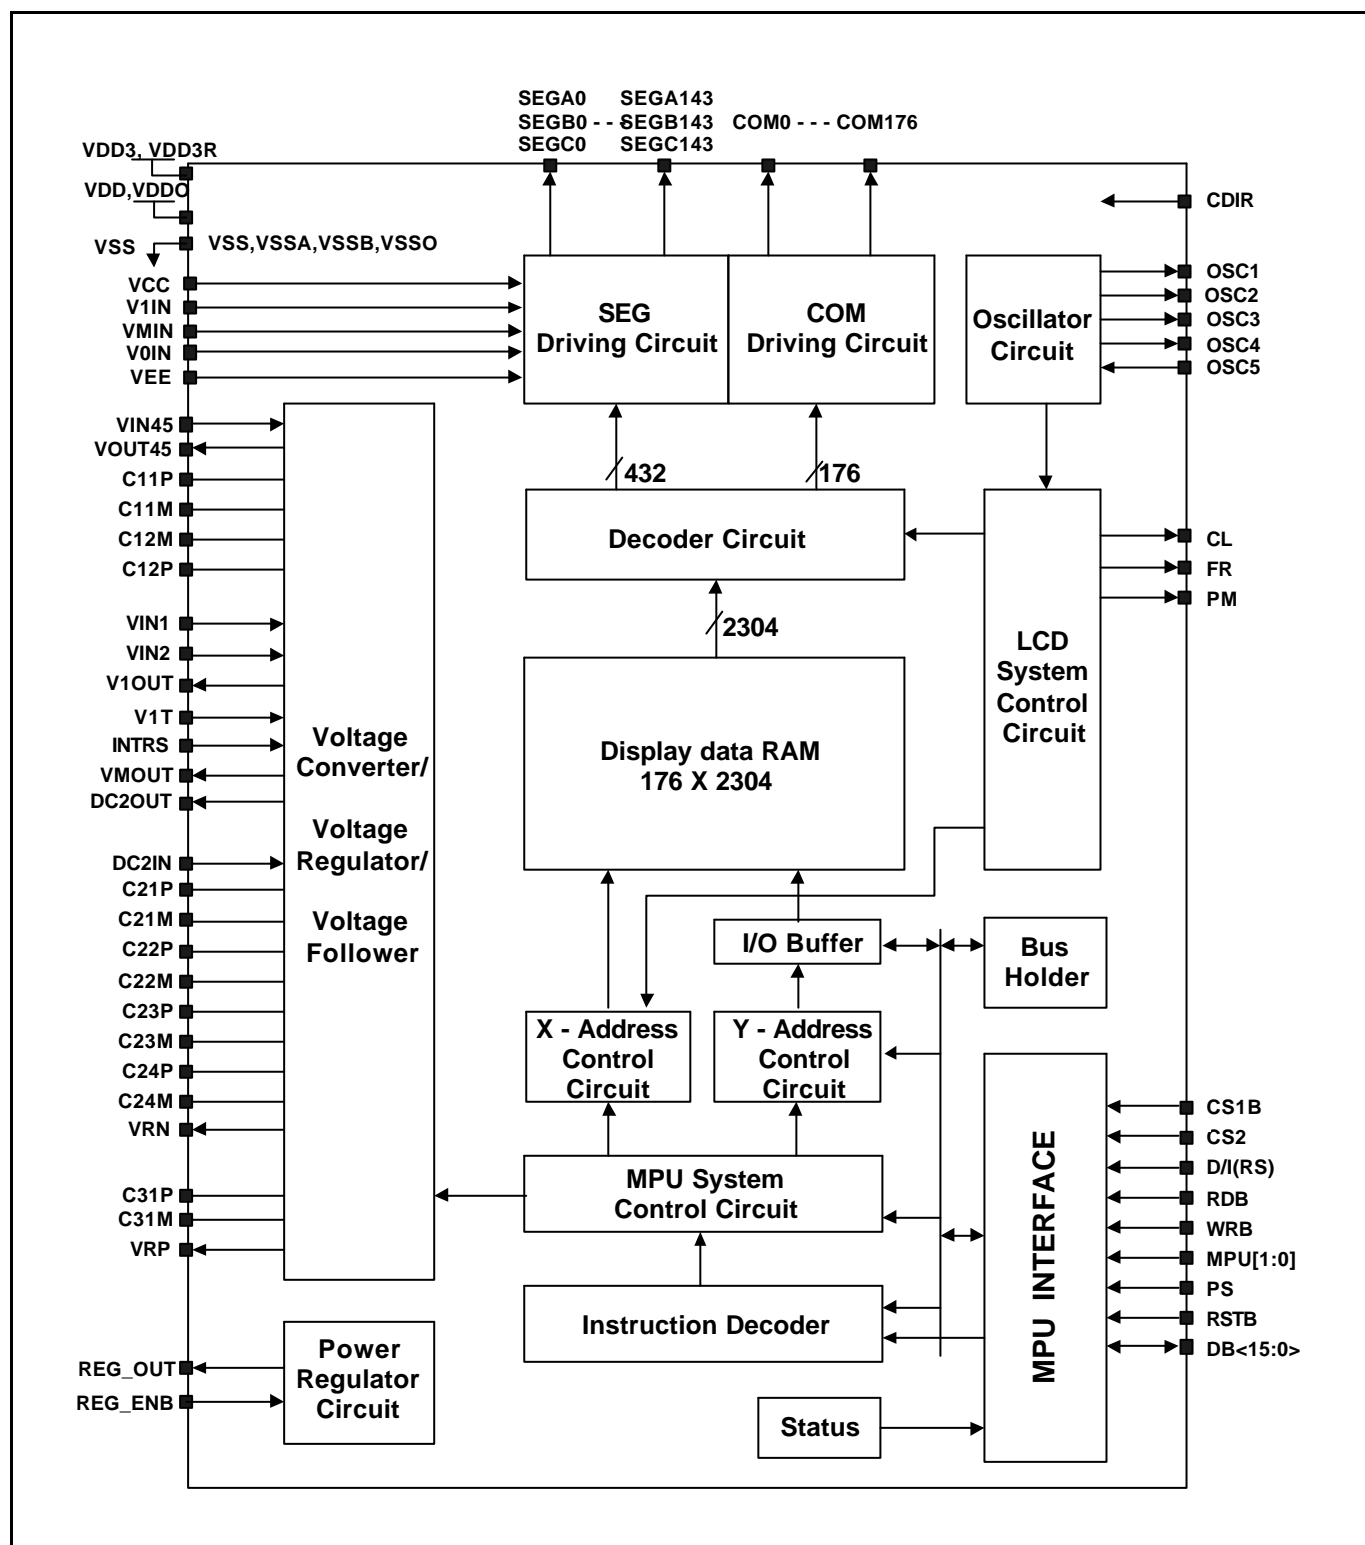 SEGA0 SEGA143
SEGB0 - - - SEGB143 COM0 - - - COM176
SEGC0 SEGC143
VDD3, VDD3R
VDD,VDDO
VSS
VSS,VSSA,VSSB,VSSO
VCC
V1IN
VMIN
V0IN
VEE
VIN45
VOUT45
C11P
C11M
C12M
C12P
VIN1
VIN2
V1OUT
V1T
INTRS
VMOUT
DC2OUT
DC2IN
C21P
C21M
C22P
C22M
C23P
C23M
C24P
C24M
VRN
C31P
C31M
VRP
REG_OUT
REG_ENB
Voltage
Converter/
Voltage
Regulator/
Voltage
Follower
Power
Regulator
Circuit
SEG
Driving Circuit
COM
Driving Circuit
432
176
Decoder Circuit
2304
Display data RAM
176 X 2304
I/O Buffer
X - Address
Control
Circuit
Y - Address
Control
Circuit
MPU System
Control Circuit
Instruction Decoder
Status
Oscillator
Circuit
LCD
System
Control
Circuit
Bus
Holder
MPU INTERFACE
CDIR
OSC1
OSC2
OSC3
OSC4
OSC5
CL
FR
PM
CS1B
CS2
D/I(RS)
RDB
WRB
MPU[1:0]
PS
RSTB
DB<15:0>